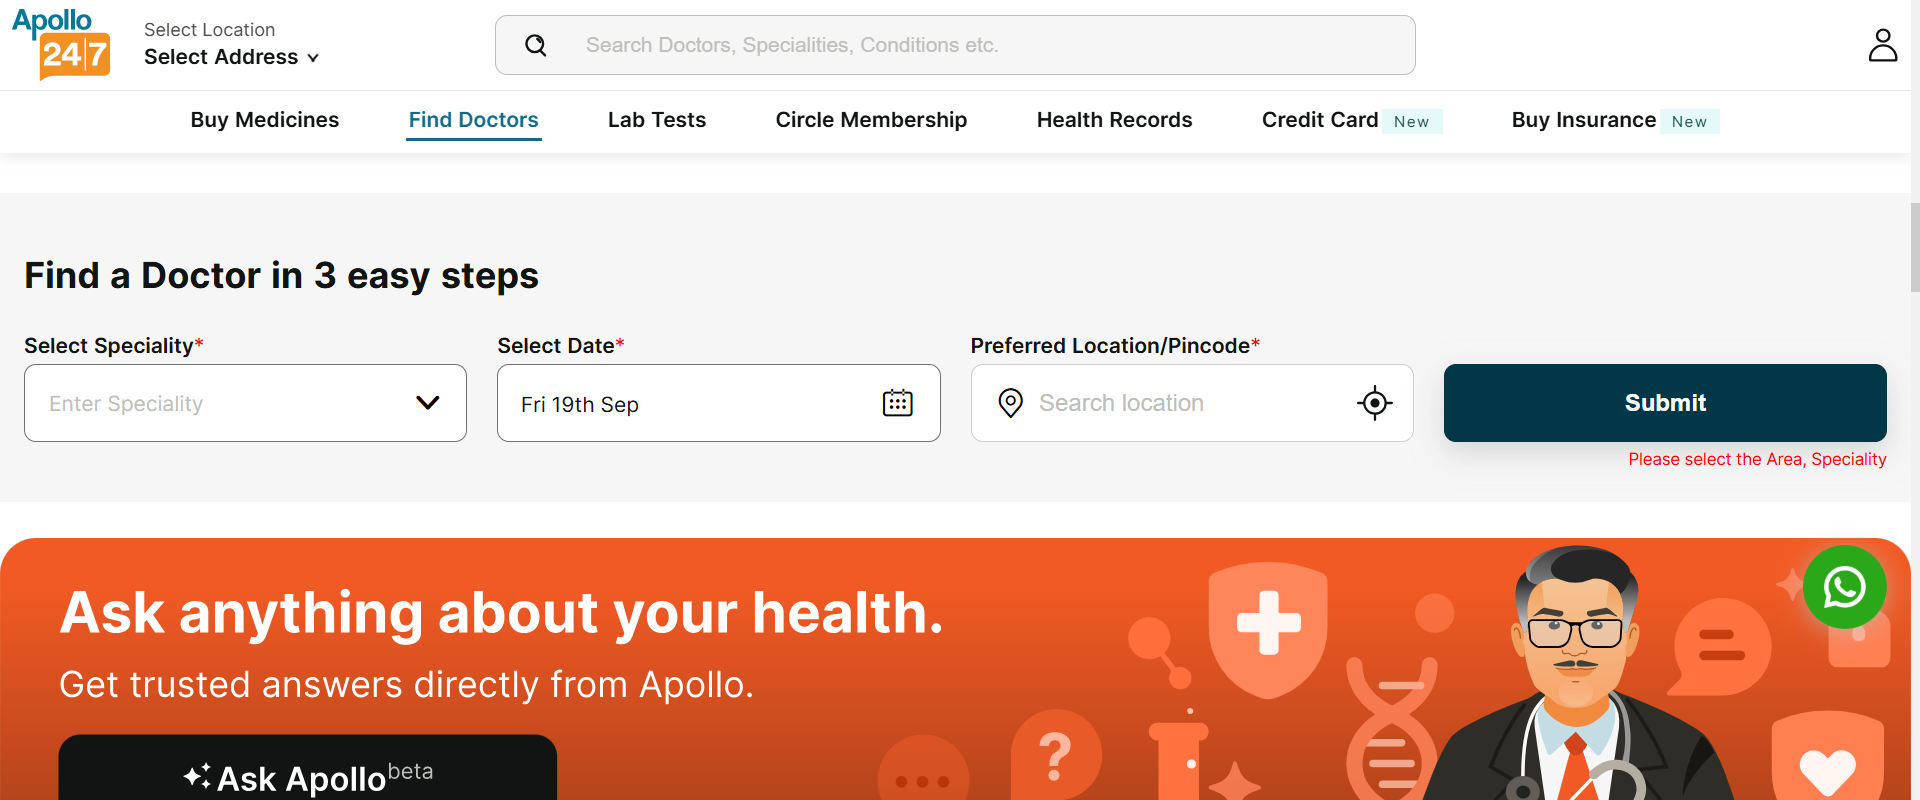 Apollo
24|7
Select Location
Select Address
Search Doctors, Specialities, Conditions etc.
Buy Medicines
Find Doctors
Lab Tests
Circle Membership
Health Records
Credit Card New
Buy Insurance New
Find a Doctor in 3 easy steps
Select Speciality*
Enter Speciality
Select Date*
Fri 19th Sep
Preferred Location/Pincode*
Search location
Submit
Please select the Area, Speciality
Ask anything about your health.
Get trusted answers directly from Apollo.
Ask Apollo beta
?